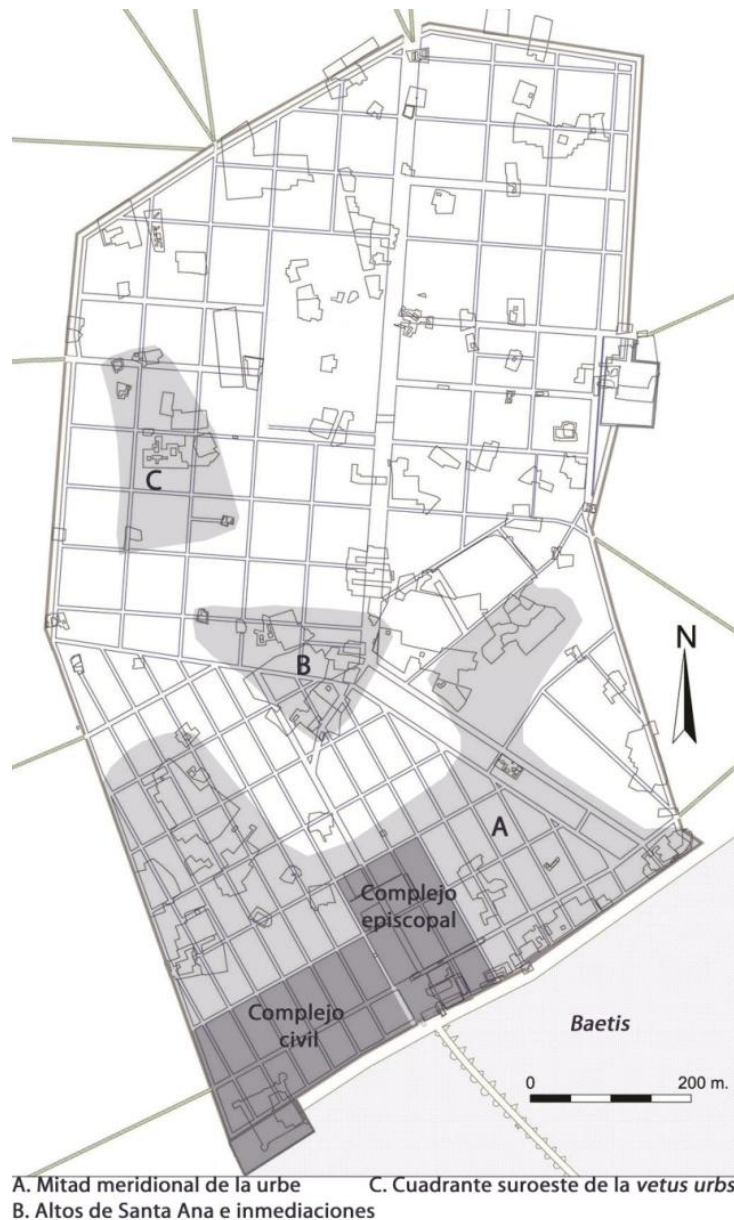 C
B
N
A
Complejo
episcopal
Complejo
civil
Baetis
0 200 m.
A. Mitad meridional de la urbe C. Cuadrante suroeste de la vetus urbs
B. Altos de Santa Ana e inmediaciones